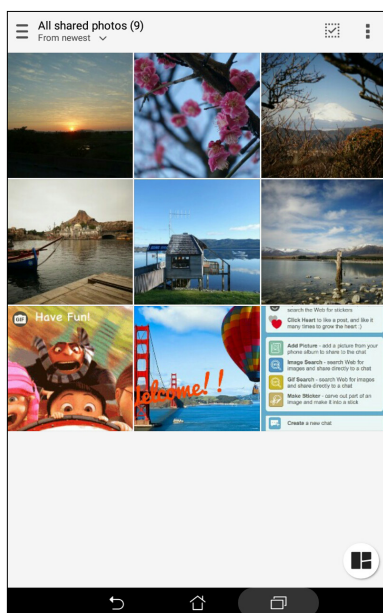 All shared photos (9)
From newest
GIF
Have Fun!
Welcome!!
search the Web for stickers
Click Heart to like a post, and like it
many times to grow the heart :)
Add Picture - add a picture from your
phone album to share to the chat
Image Search - search Web for
images and share directly to a chat
Gif Search - search Web for images
and share directly to a chat
Make Sticker - carve out part of an
image and make it into a stick
Create a new chat